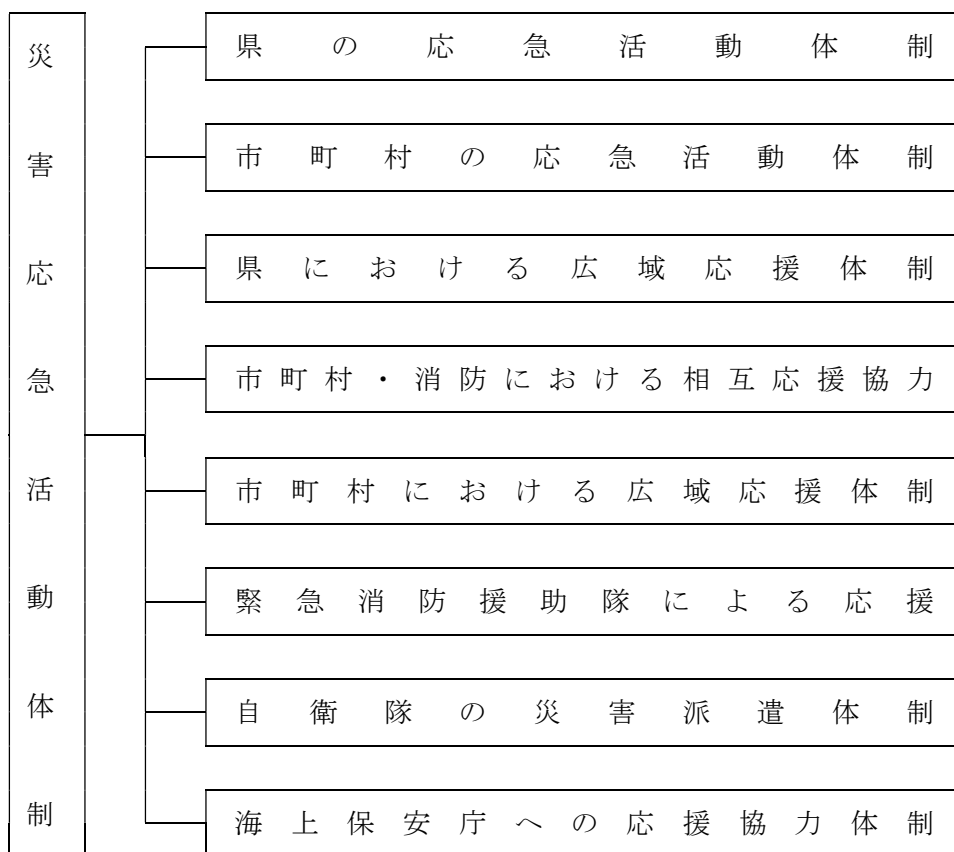 災害応急活動体制
県の応急活動体制
市町村の応急活動体制
県における広域応援体制
市町村・消防における相互応援協力
市町村における広域応援体制
緊急消防援助隊による応援
自衛隊の災害派遣体制
海上保安庁への応援協力体制